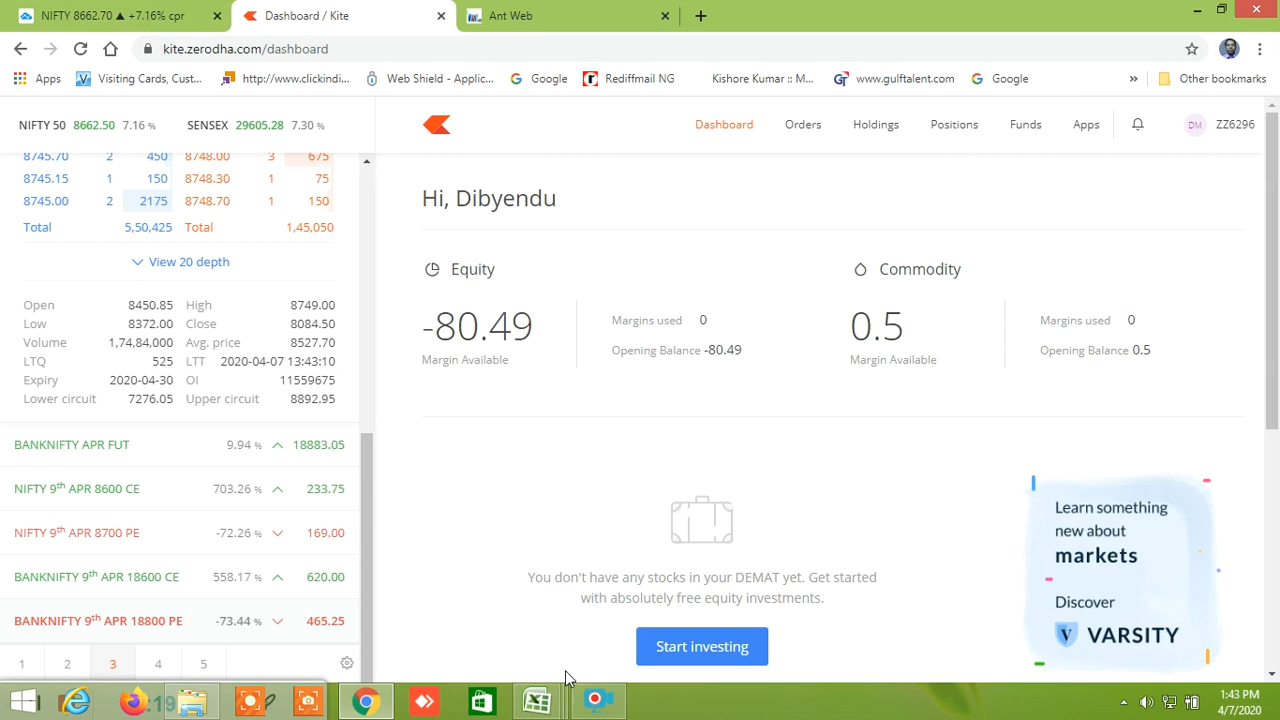 NIFTY 8662.70 ▲ +7.16% cpr
Dashboard / Kite
Ant Web
kite.zerodha.com/dashboard
Apps
Visiting Cards, Cust...
http://www.clickindi...
Web Shield - Applic...
Google
Rediffmail NG
Kishore Kumar :: M...
www.gulftalent.com
Google
»
Other bookmarks
NIFTY 50 8662.50 7.16 %
SENSEX 29605.28 7.30 %
Dashboard
Orders
Holdings
Positions
Funds
Apps
DM
ZZ6296
8745.70 2 450 8748.00 3 675
8745.15 1 150 8748.30 1 75
8745.00 2 2175 8748.70 1 150
Total 5,50,425 Total 1,45,050
View 20 depth
Open 8450.85 High 8749.00
Low 8372.00 Close 8084.50
Volume 1,74,84,000 Avg. price 8527.70
LTQ 525 LTT 2020-04-07 13:43:10
Expiry 2020-04-30 OI 11559675
Lower circuit 7276.05 Upper circuit 8892.95
BANKNIFTY APR FUT 9.94 % 18883.05
NIFTY 9th APR 8600 CE 703.26 % 233.75
NIFTY 9th APR 8700 PE -72.26 % 169.00
BANKNIFTY 9th APR 18600 CE 558.17 % 620.00
BANKNIFTY 9th APR 18800 PE -73.44 % 465.25
1 2 3 4 5
Hi, Dibyendu
Equity
-80.49
Margin Available
Margins used 0
Opening Balance -80.49
Commodity
0.5
Margin Available
Margins used 0
Opening Balance 0.5
You don't have any stocks in your DEMAT yet. Get started
with absolutely free equity investments.
Start investing
Learn something
new about
markets
Discover
VARSITY
1:43 PM
4/7/2020